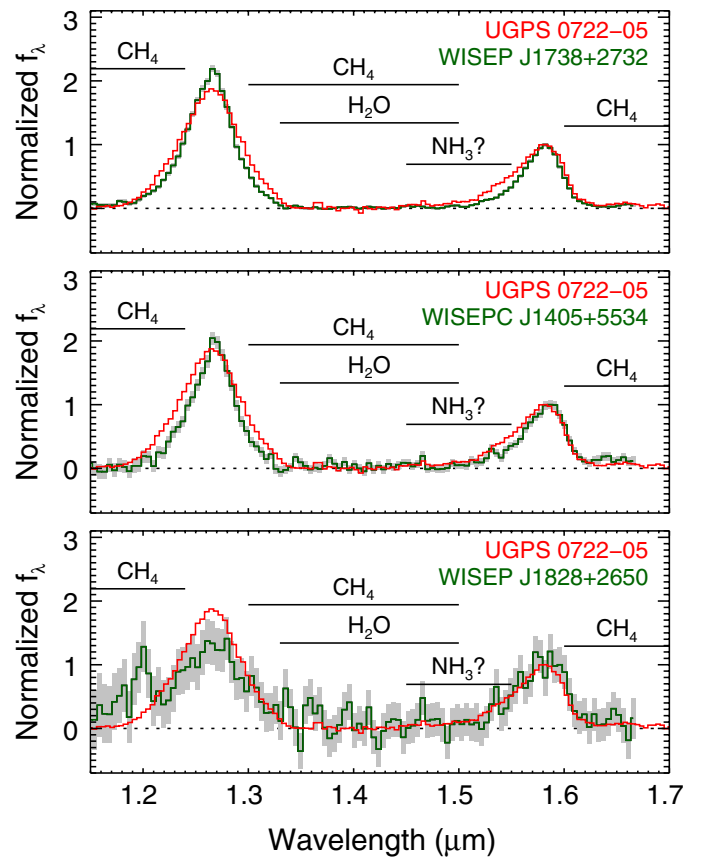 UGPS 0722−05
WISEP J1738+2732
CH₄
CH₄
H₂O
CH₄
NH₃?
Normalized f_λ
3
2
1
0
UGPS 0722−05
WISEPC J1405+5534
CH₄
CH₄
H₂O
CH₄
NH₃?
Normalized f_λ
3
2
1
0
UGPS 0722−05
WISEP J1828+2650
CH₄
CH₄
H₂O
CH₄
NH₃?
Normalized f_λ
3
2
1
0
1.2 1.3 1.4 1.5 1.6 1.7
Wavelength (μm)